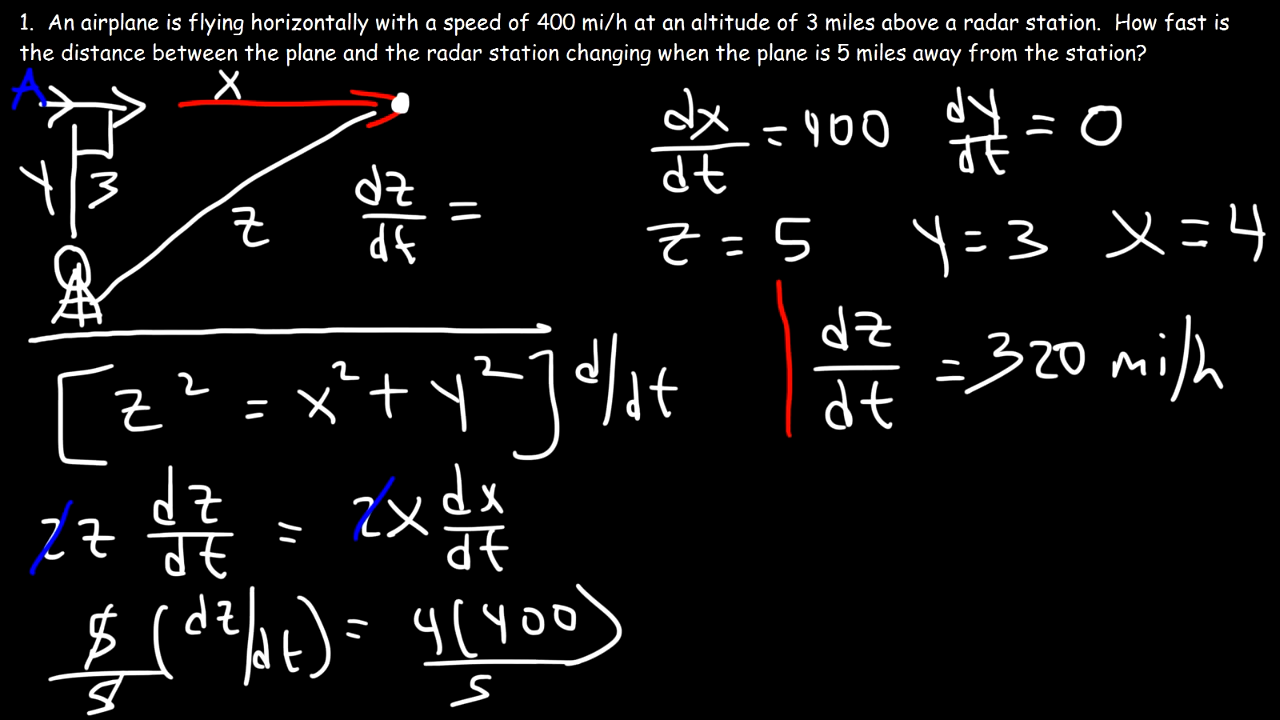 1. An airplane is flying horizontally with a speed of 400 mi/h at an altitude of 3 miles above a radar station. How fast is
the distance between the plane and the radar station changing when the plane is 5 miles away from the station?
A
x
y 3
z
dz/dt =
dx/dt = 400 dy/dt = 0
z = 5 y = 3 x = 4
[z² = x² + y²] d/dt
dz/dt = 320 mi/h
2z dz/dt = 2x dx/dt
5/5 (dz/dt) = 4(400)/5